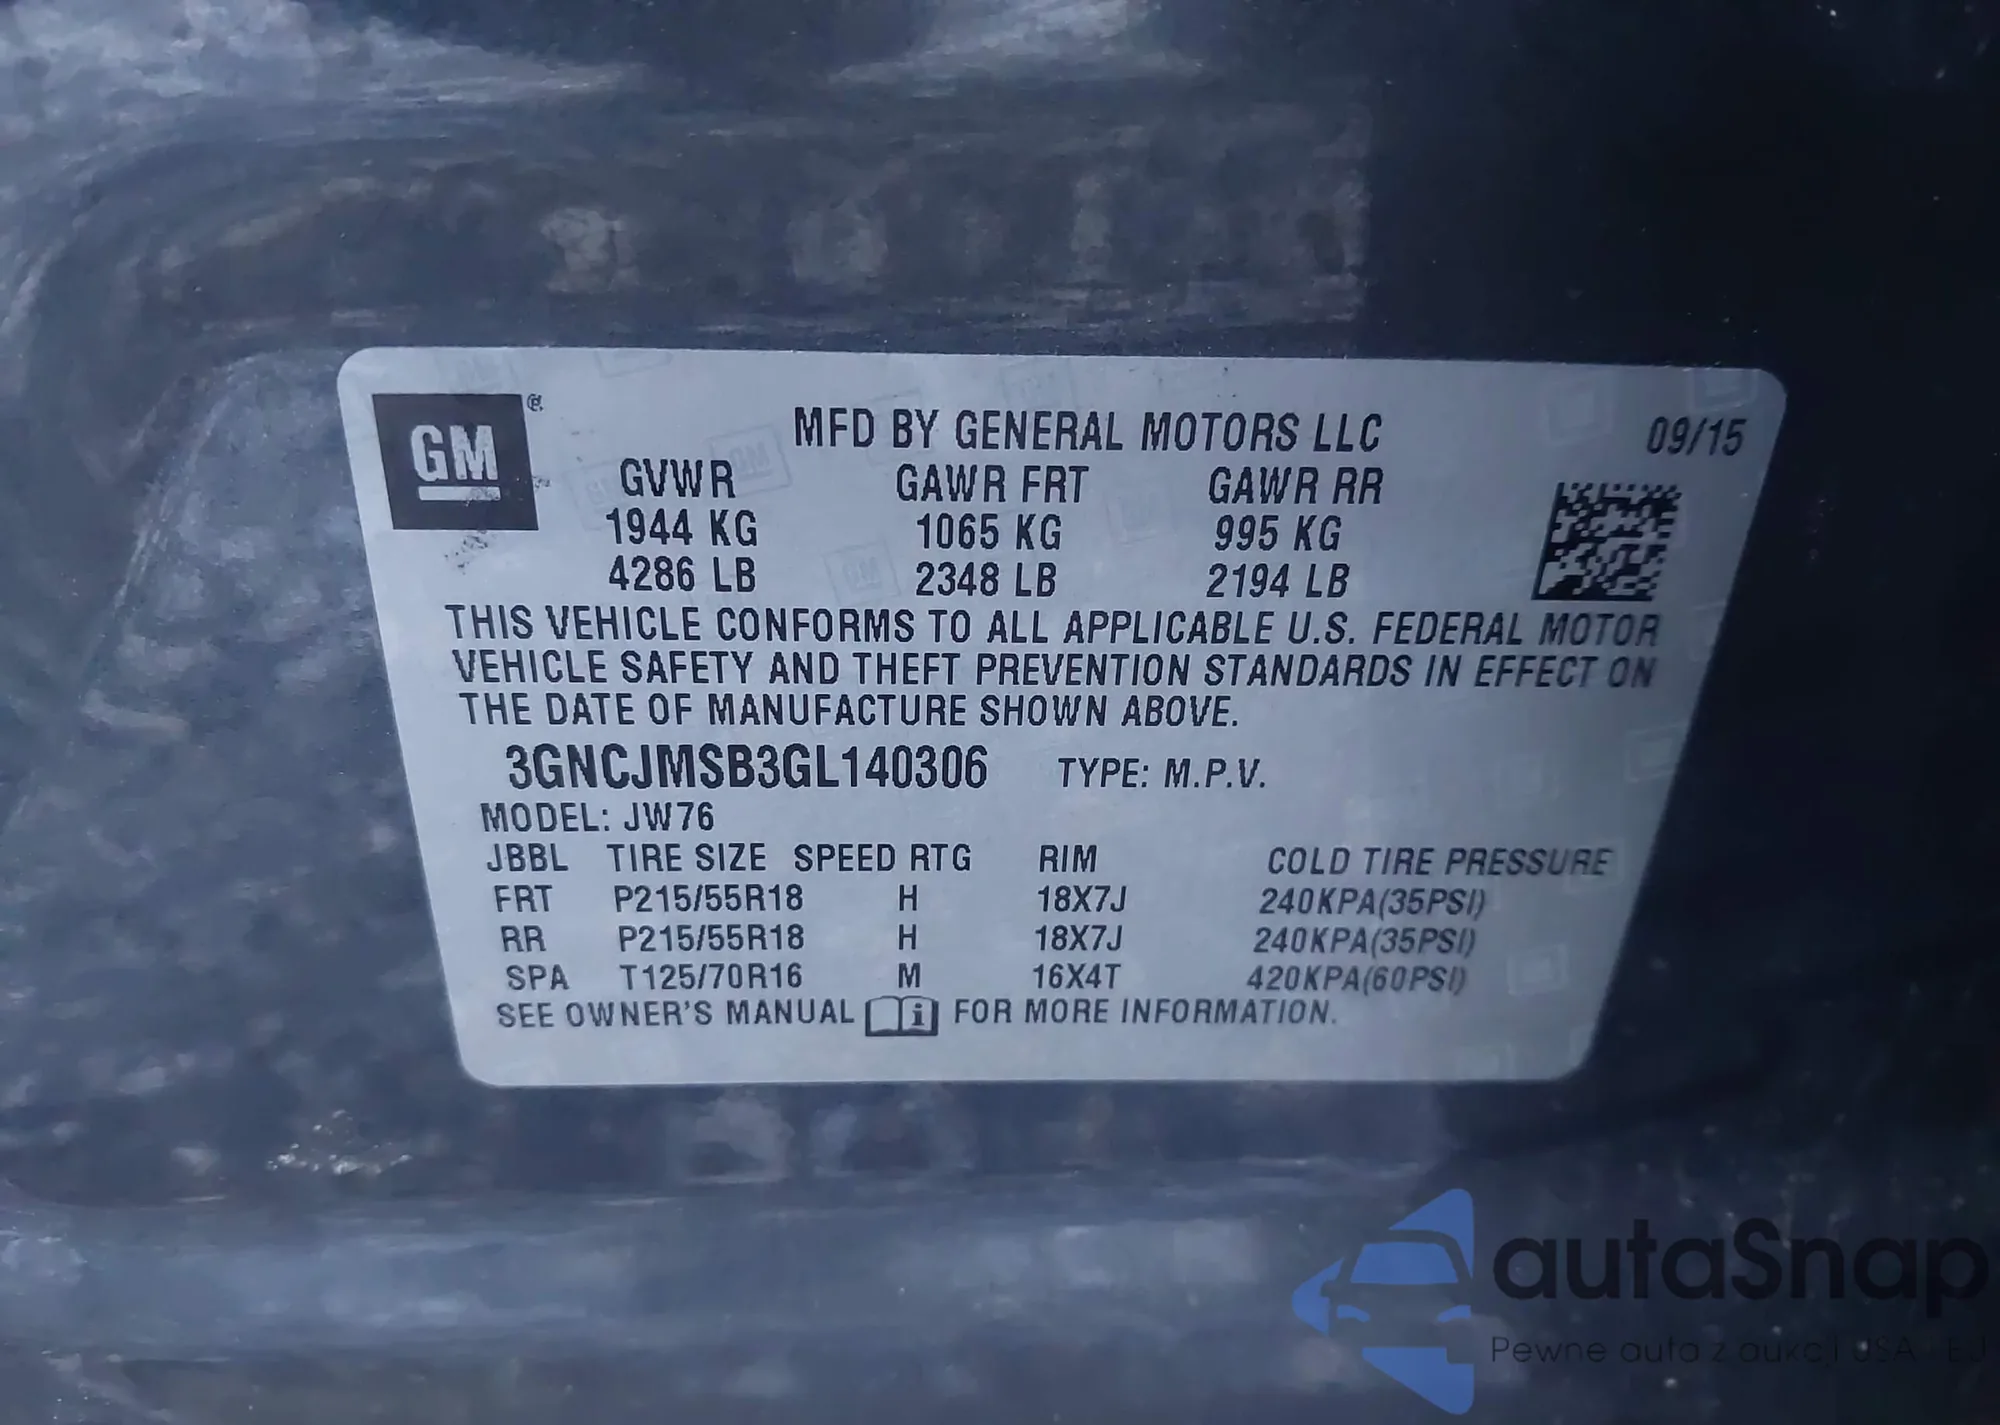 GM
MFD BY GENERAL MOTORS LLC 09/15
GVWR GAWR FRT GAWR RR
1944 KG 1065 KG 995 KG
4286 LB 2348 LB 2194 LB
THIS VEHICLE CONFORMS TO ALL APPLICABLE U.S. FEDERAL MOTOR
VEHICLE SAFETY AND THEFT PREVENTION STANDARDS IN EFFECT ON
THE DATE OF MANUFACTURE SHOWN ABOVE.
3GNCJMSB3GL140306 TYPE: M.P.V.
MODEL: JW76
JBBL TIRE SIZE SPEED RTG RIM COLD TIRE PRESSURE
FRT P215/55R18 H 18X7J 240KPA(35PSI)
RR P215/55R18 H 18X7J 240KPA(35PSI)
SPA T125/70R16 M 16X4T 420KPA(60PSI)
SEE OWNER'S MANUAL i FOR MORE INFORMATION.
autaSnap
Pewne auta z aukcji USA